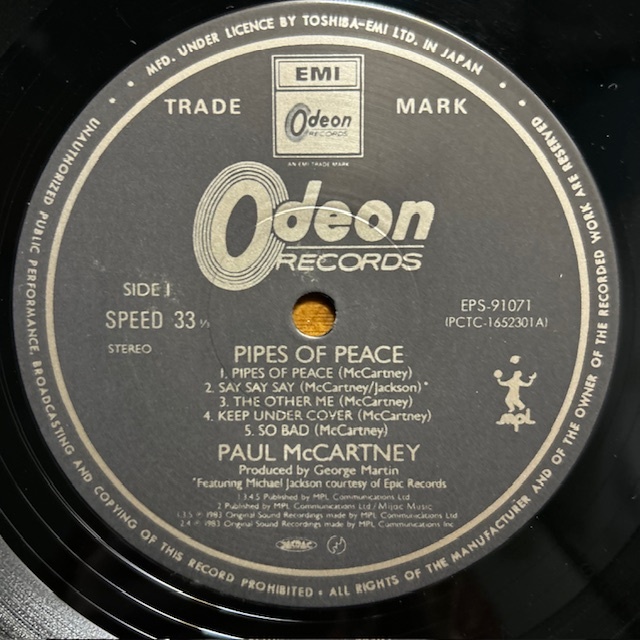 MFD. UNDER LICENCE BY TOSHIBA-EMI LTD. IN JAPAN
UNAUTHORIZED PUBLIC PERFORMANCE, BROADCASTING AND COPYING OF THIS RECORD PROHIBITED • ALL RIGHTS OF THE MANUFACTURER AND OF THE OWNER OF THE RECORDED WORK ARE RESERVED
EMI
TRADE MARK
Odeon
RECORDS
AN EMI TRADE MARK
Odeon
RECORDS
SIDE 1
SPEED 33 ⅓
STEREO
EPS-91071
(PCTC-1652301A)
PIPES OF PEACE
1. PIPES OF PEACE (McCartney)
2. SAY SAY SAY (McCartney/Jackson)*
3. THE OTHER ME (McCartney)
4. KEEP UNDER COVER (McCartney)
5. SO BAD (McCartney)
mpl
PAUL McCARTNEY
Produced by George Martin
*Featuring Michael Jackson courtesy of Epic Records
1.3.4.5 Published by MPL Communications Ltd
2 Published by MPL Communications Ltd / Mijac Music
1.3.5 ℗ 1983 Original Sound Recordings made by MPL Communications Ltd
2.4 ℗ 1983 Original Sound Recordings made by MPL Communications Inc